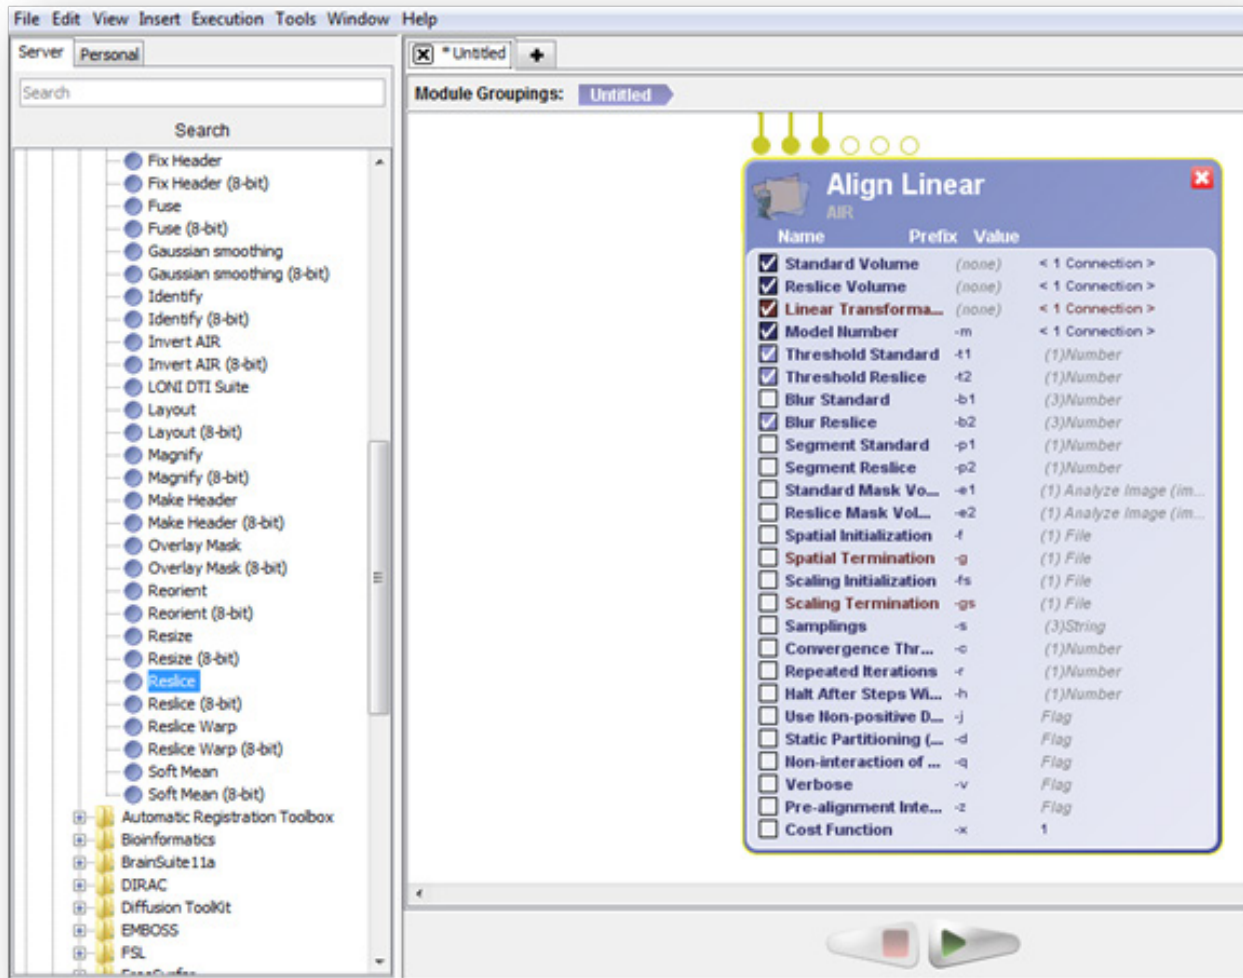 File Edit View Insert Execution Tools Window Help
Server Personal
Search
Search
Fix Header
Fix Header (8-bit)
Fuse
Fuse (8-bit)
Gaussian smoothing
Gaussian smoothing (8-bit)
Identify
Identify (8-bit)
Invert AIR
Invert AIR (8-bit)
LONI DTI Suite
Layout
Layout (8-bit)
Magnify
Magnify (8-bit)
Make Header
Make Header (8-bit)
Overlay Mask
Overlay Mask (8-bit)
Reorient
Reorient (8-bit)
Resize
Resize (8-bit)
Reslice
Reslice (8-bit)
Reslice Warp
Reslice Warp (8-bit)
Soft Mean
Soft Mean (8-bit)
Automatic Registration Toolbox
Bioinformatics
BrainSuite11a
DIRAC
Diffusion ToolKit
EMBOSS
FSL
* Untitled
Module Groupings: Untitled
Align Linear
AIR
Name Prefix Value
Standard Volume (none) < 1 Connection >
Reslice Volume (none) < 1 Connection >
Linear Transforma... (none) < 1 Connection >
Model Number -m < 1 Connection >
Threshold Standard -t1 (1)Number
Threshold Reslice -t2 (1)Number
Blur Standard -b1 (3)Number
Blur Reslice -b2 (3)Number
Segment Standard -p1 (1)Number
Segment Reslice -p2 (1)Number
Standard Mask Vo... -e1 (1) Analyze Image (im...
Reslice Mask Vol... -e2 (1) Analyze Image (im...
Spatial Initialization -f (1) File
Spatial Termination -g (1) File
Scaling Initialization -fs (1) File
Scaling Termination -gs (1) File
Samplings -s (3)String
Convergence Thr... -c (1)Number
Repeated Iterations -r (1)Number
Halt After Steps Wi... -h (1)Number
Use Non-positive D... -j Flag
Static Partitioning (... -d Flag
Non-interaction of ... -q Flag
Verbose -v Flag
Pre-alignment Inte... -z Flag
Cost Function -x 1